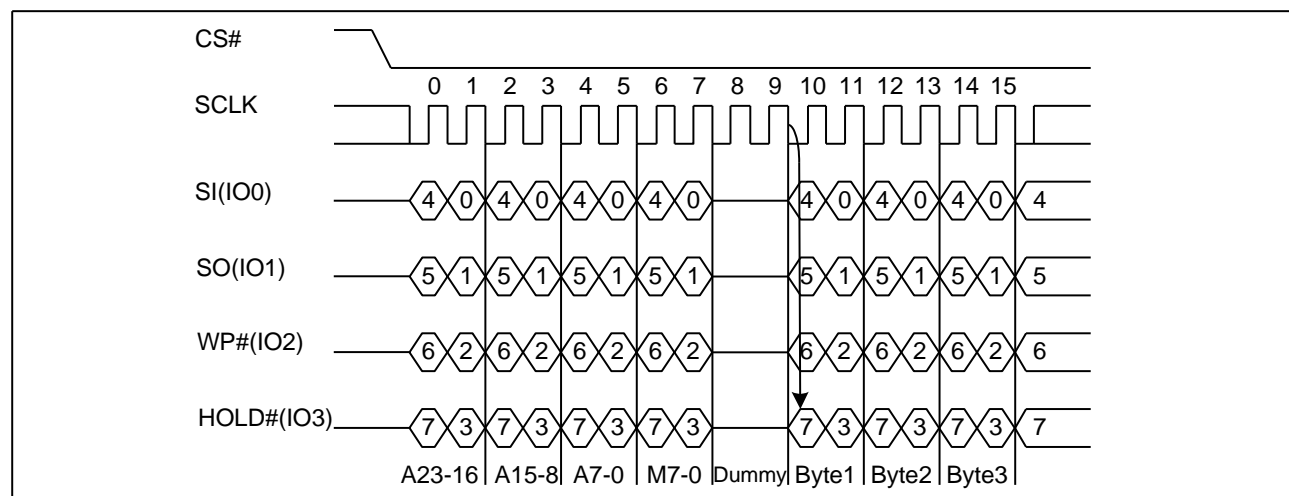 CS#
0 1 2 3 4 5 6 7 8 9 10 11 12 13 14 15
SCLK
SI(IO0) 4 0 4 0 4 0 4 0 4 0 4 0 4 0 4
SO(IO1) 5 1 5 1 5 1 5 1 5 1 5 1 5 1 5
WP#(IO2) 6 2 6 2 6 2 6 2 6 2 6 2 6 2 6
HOLD#(IO3) 7 3 7 3 7 3 7 3 7 3 7 3 7 3 7
A23-16 A15-8 A7-0 M7-0 Dummy Byte1 Byte2 Byte3